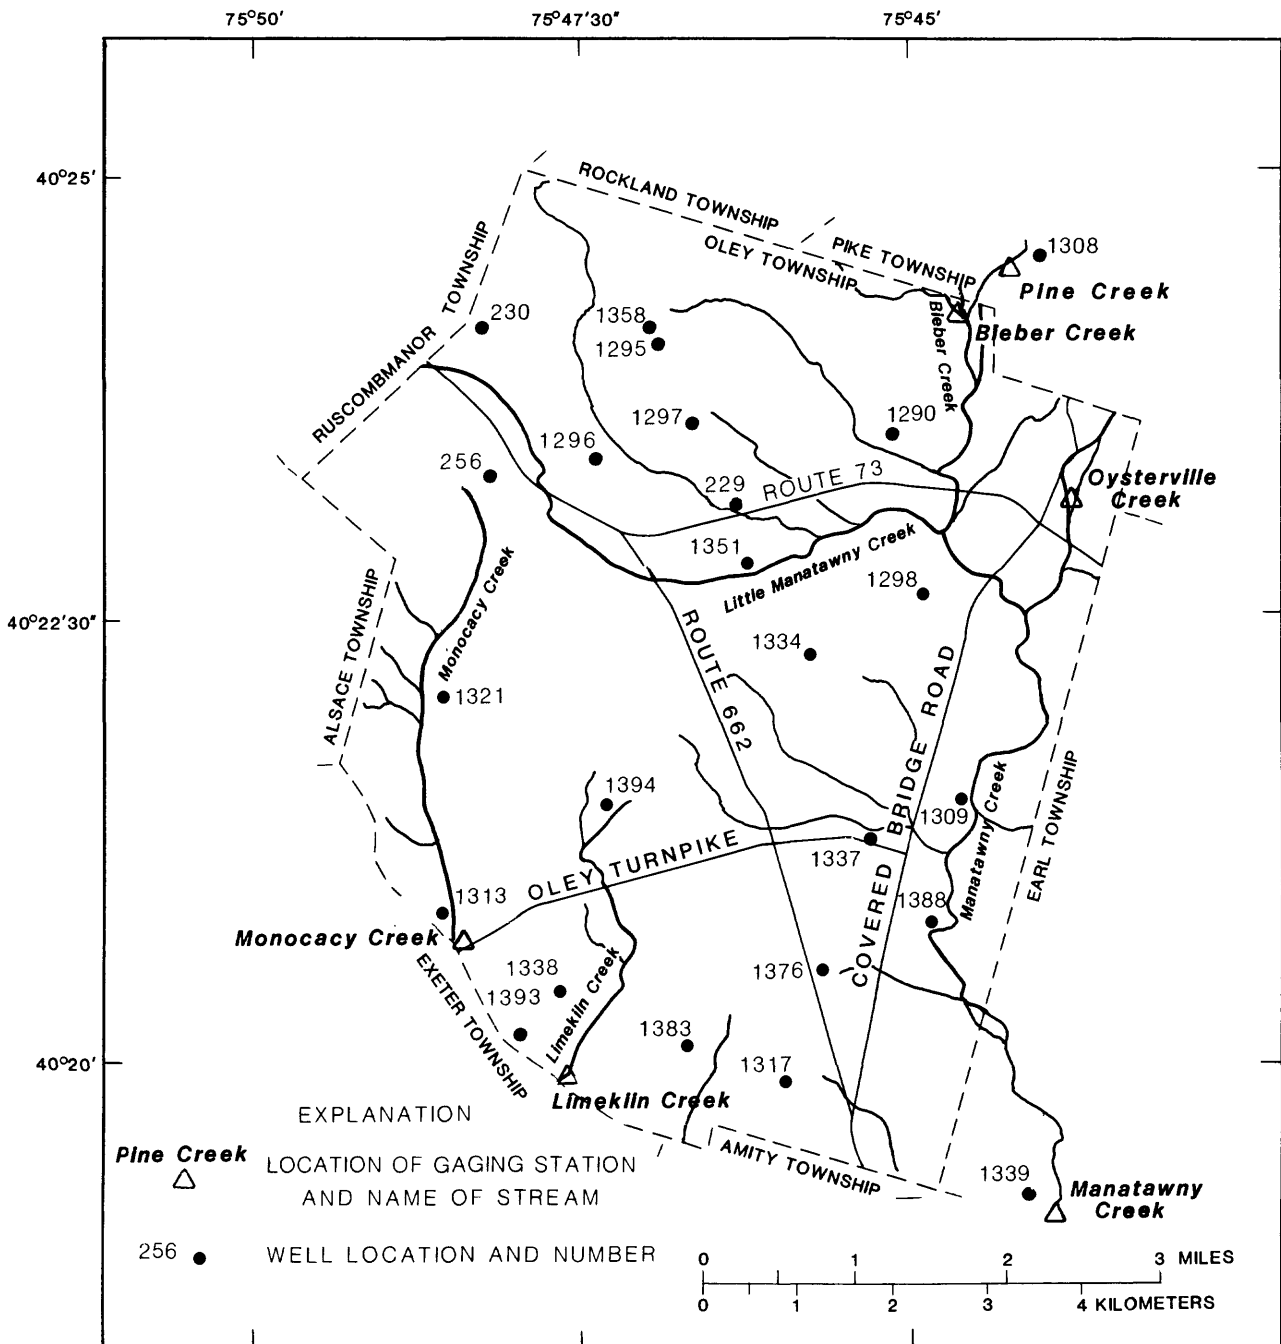 75°50'
75°47'30"
75°45'
40°25'
ROCKLAND TOWNSHIP
OLEY TOWNSHIP
PIKE TOWNSHIP
1308
Pine Creek
RUSCOMBMANOR TOWNSHIP
230
1358
1295
Bieber Creek
Bieber Creek
1297
1290
1296
256
229
ROUTE 73
Oysterville
Creek
1351
Little Manatawny Creek
1298
Monocacy Creek
ALSACE TOWNSHIP
40°22'30"
1334
ROUTE 662
1321
COVERED BRIDGE ROAD
1394
1309
Manatawny Creek
EARL TOWNSHIP
OLEY TURNPIKE
1337
1313
1388
Monocacy Creek
EXETER TOWNSHIP
1338
1393
Limekiln Creek
1376
1383
1317
40°20'
Limekiln Creek
AMITY TOWNSHIP
1339
Manatawny
Creek
EXPLANATION
Pine Creek
LOCATION OF GAGING STATION
AND NAME OF STREAM
256
WELL LOCATION AND NUMBER
0 1 2 3 MILES
0 1 2 3 4 KILOMETERS